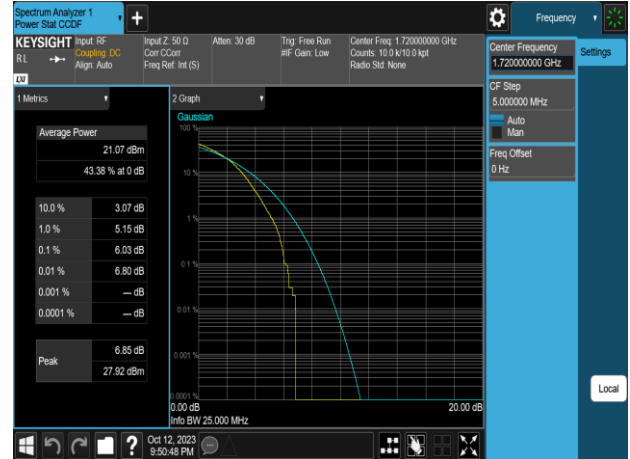 Spectrum Analyzer 1
Power Stat CCDF
+
Frequency
KEYSIGHT
RL
LXI
Input: RF
Coupling: DC
Align: Auto
Input Z: 50 Ω
Corr CCorr
Freq Ref: Int (S)
Atten: 30 dB
Trig: Free Run
#IF Gain: Low
Center Freq: 1.720000000 GHz
Counts: 10.0 k/10.0 kpt
Radio Std: None
Center Frequency
1.720000000 GHz
Settings
CF Step
5.000000 MHz
Auto
Man
Freq Offset
0 Hz
Local
1 Metrics
Average Power
21.07 dBm
43.38 % at 0 dB
10.0 % 3.07 dB
1.0 % 5.15 dB
0.1 % 6.03 dB
0.01 % 6.80 dB
0.001 % --- dB
0.0001 % --- dB
Peak
6.85 dB
27.92 dBm
2 Graph
Gaussian
100 %
10 %
1 %
0.1 %
0.01 %
0.001 %
0.0001 %
0.00 dB 20.00 dB
Info BW 25.000 MHz
?
Oct 12, 2023
9:50:48 PM